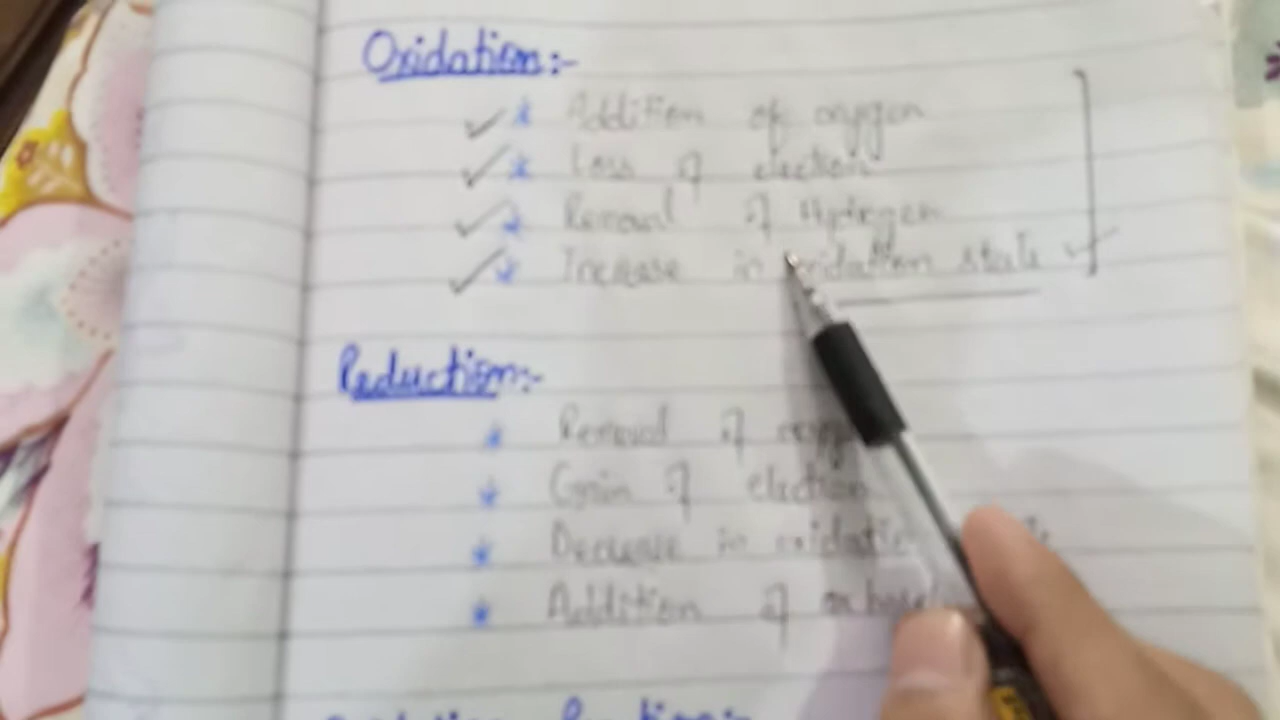 Oxidation:-
Addition of oxygen
Loss of electron
Removal of Hydrogen
Increase in oxidation state
Reduction:-
Removal of
Gain of electron
Decrease in oxidation
Addition of